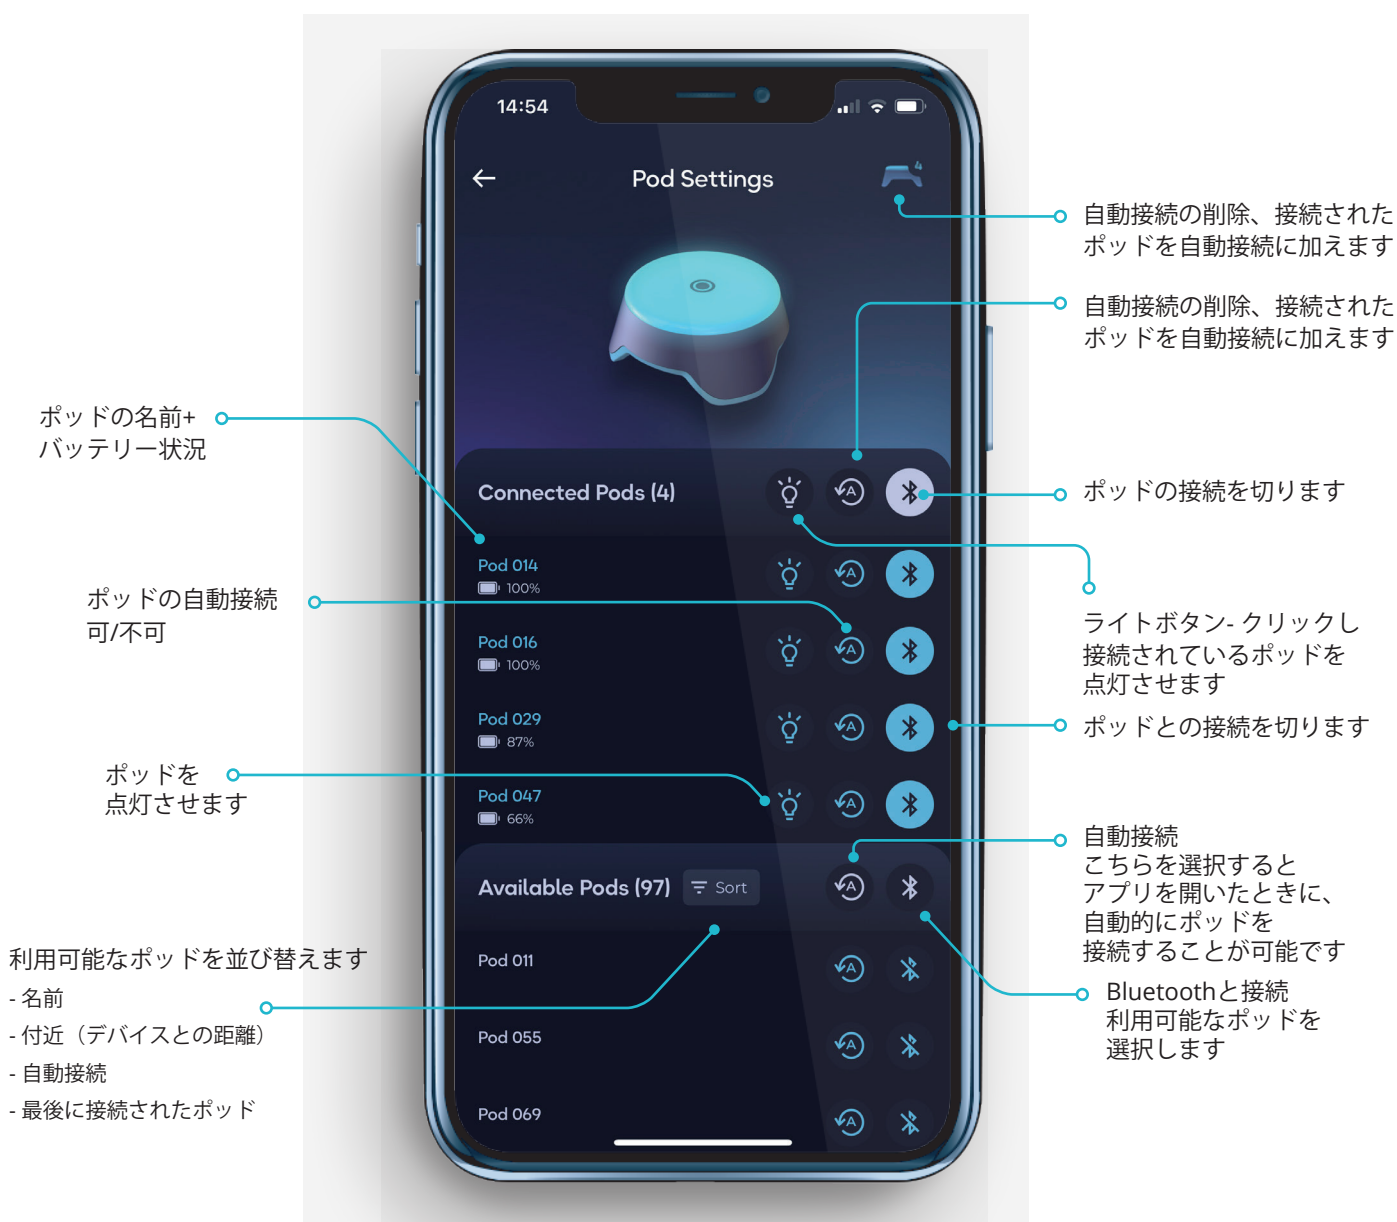 14:54
Pod Settings
4
自動接続の削除、接続された
ポッドを自動接続に加えます
自動接続の削除、接続された
ポッドを自動接続に加えます
ポッドの名前+
バッテリー状況
Connected Pods (4)
A
ポッドの接続を切ります
Pod 014
100%
A
ポッドの自動接続
可/不可
ライトボタン- クリックし
接続されているポッドを
点灯させます
Pod 016
100%
A
Pod 029
87%
A
ポッドとの接続を切ります
ポッドを
点灯させます
Pod 047
66%
A
自動接続
こちらを選択すると
アプリを開いたときに、
自動的にポッドを
接続することが可能です
Available Pods (97)
Sort
A
利用可能なポッドを並び替えます
- 名前
- 付近（デバイスとの距離）
- 自動接続
- 最後に接続されたポッド
Pod 011
A
Bluetoothと接続
利用可能なポッドを
選択します
Pod 055
A
Pod 069
A